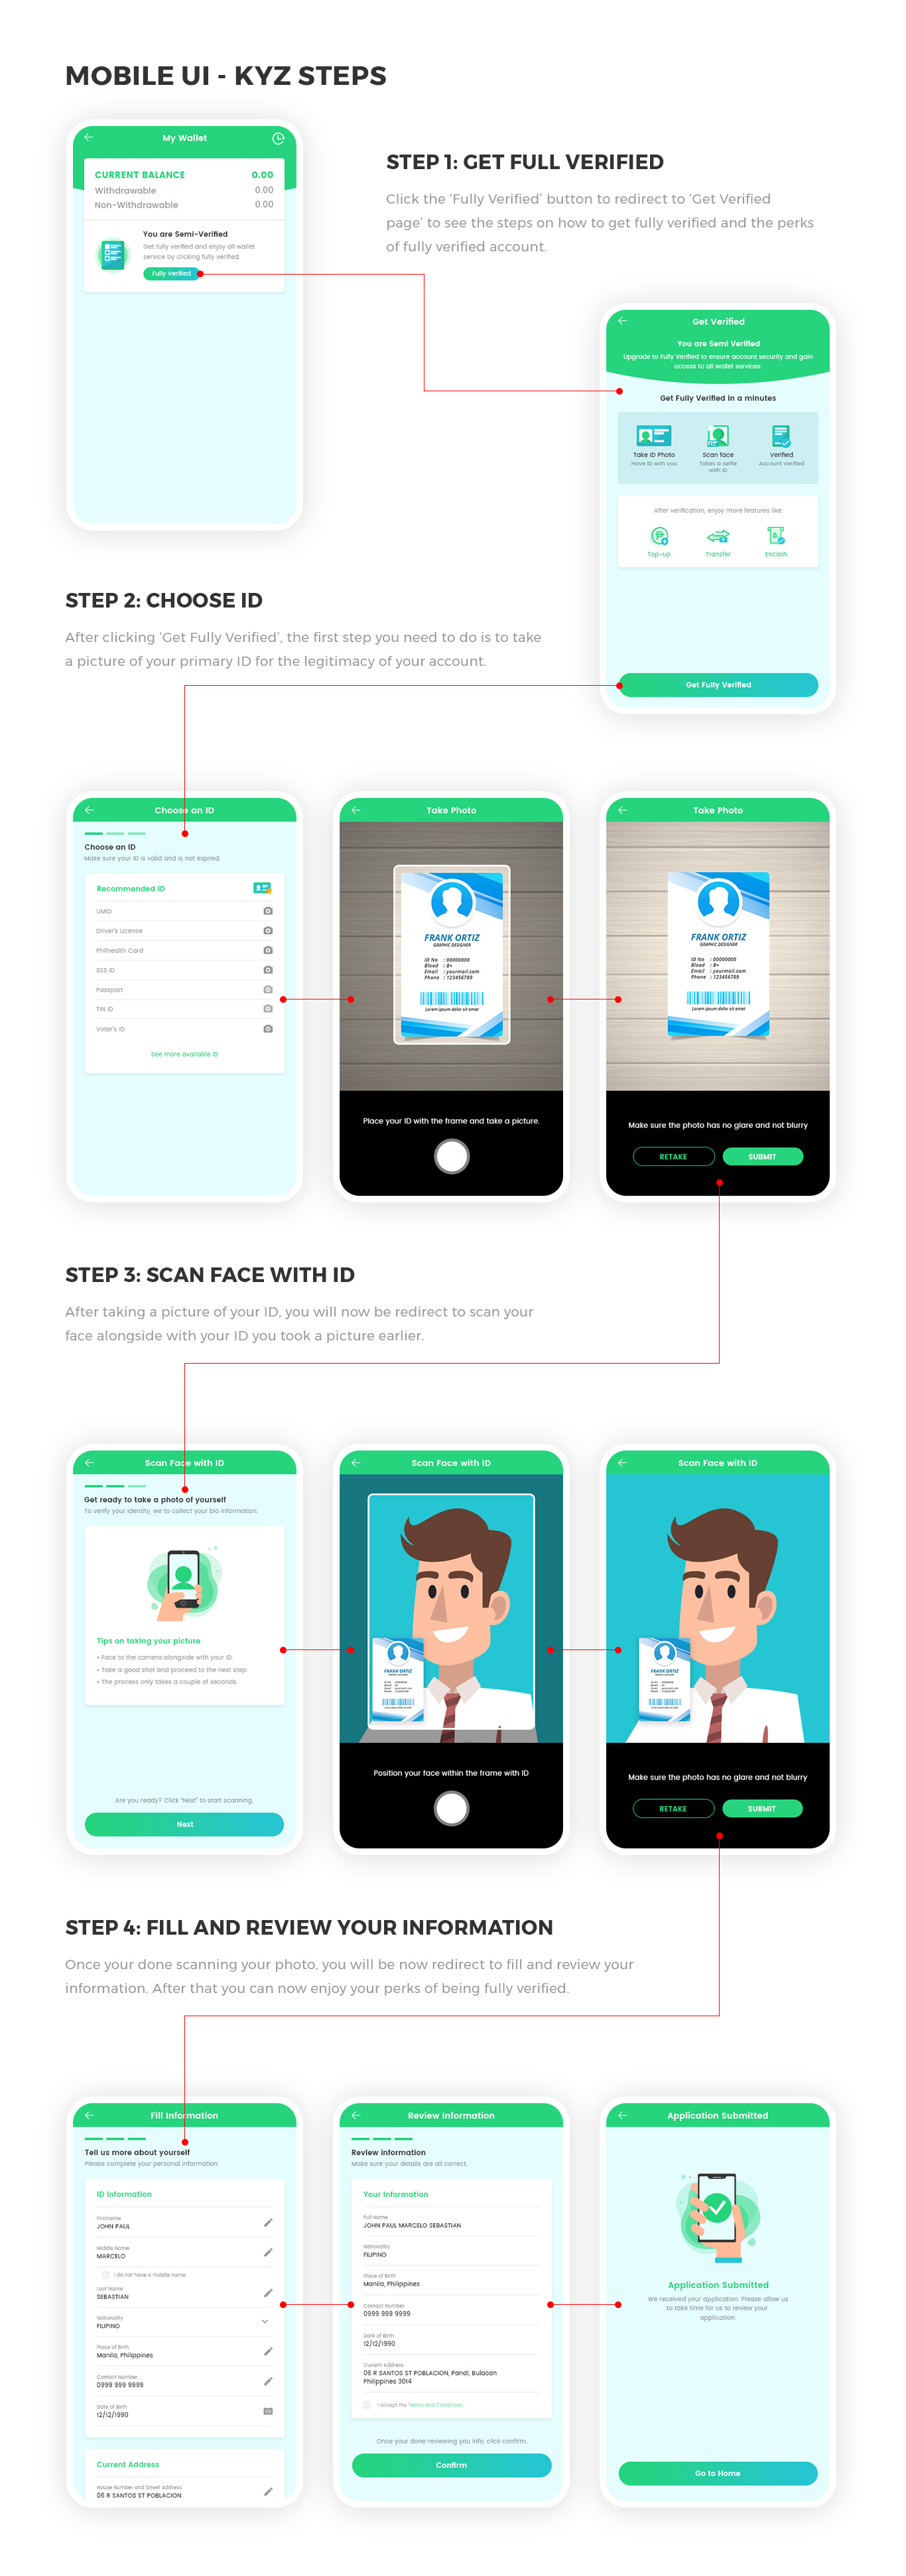 MOBILE UI - KYZ STEPS
My Wallet
CURRENT BALANCE 0.00
Withdrawable 0.00
Non-Withdrawable 0.00
You are Semi-Verified
Get fully verified and enjoy all wallet
service by clicking fully verified.
Fully Verified
STEP 1: GET FULL VERIFIED
Click the ‘Fully Verified’ button to redirect to ‘Get Verified
page’ to see the steps on how to get fully verified and the perks
of fully verified account.
Get Verified
You are Semi Verified
Upgrade to Fully Verified to ensure account security and gain
access to all wallet services.
Get Fully Verified in a minutes
Take ID Photo
Have ID with you
Scan face
Takes a selfie
with ID
Verified
Account Verified
After verification, enjoy more features like:
Top-up
Transfer
Encash
Get Fully Verified
STEP 2: CHOOSE ID
After clicking ‘Get Fully Verified’, the first step you need to do is to take
a picture of your primary ID for the legitimacy of your account.
Choose an ID
Choose an ID
Make sure your ID is valid and is not expired.
Recommended ID
UMID
Driver's License
Philhealth Card
SSS ID
Passport
TIN ID
Voter's ID
See more available ID
Take Photo
FRANK ORTIZ
GRAPHIC DESIGNER
ID No : 00000000
Blood : B+
Email : yourmail.com
Phone : 123456789
Lorem ipsum dolor sit amet
Place your ID with the frame and take a picture.
Take Photo
FRANK ORTIZ
GRAPHIC DESIGNER
ID No : 00000000
Blood : B+
Email : yourmail.com
Phone : 123456789
Lorem ipsum dolor sit amet
Make sure the photo has no glare and not blurry
RETAKE
SUBMIT
STEP 3: SCAN FACE WITH ID
After taking a picture of your ID, you will now be redirect to scan your
face alongside with your ID you took a picture earlier.
Scan Face with ID
Get ready to take a photo of yourself
To verify your identity, we to collect your bio information.
Tips on taking your picture
• Face to the camera alongside with your ID.
• Take a good shot and proceed to the next step.
• The process only takes a couple of seconds.
Are you ready? Click "Next" to start scanning.
Next
Scan Face with ID
FRANK ORTIZ
Position your face within the frame with ID
Scan Face with ID
FRANK ORTIZ
Make sure the photo has no glare and not blurry
RETAKE
SUBMIT
STEP 4: FILL AND REVIEW YOUR INFORMATION
Once your done scanning your photo, you will be now redirect to fill and review your
information. After that you can now enjoy your perks of being fully verified.
Fill Information
Tell us more about yourself
Please complete your personal information.
ID Information
Firstname
JOHN PAUL
Middle Name
MARCELO
I do not have a middle name
Last Name
SEBASTIAN
Nationality
FILIPINO
Place of Birth
Manila, Philippines
Contact Number
0999 999 9999
Date of Birth
12/12/1990
Current Address
House Number and Street Address
06 R SANTOS ST POBLACION
Review Information
Review information
Make sure your details are all correct.
Your Information
Full Name
JOHN PAUL MARCELO SEBASTIAN
Nationality
FILIPINO
Place of Birth
Manila, Philippines
Contact Number
0999 999 9999
Date of Birth
12/12/1990
Current Address
06 R SANTOS ST POBLACION, Pandi, Bulacan
Philippines 3014
I accept the Terms and Conditions.
Once your done reviewing you info, click confirm.
Confirm
Application Submitted
Application Submitted
We received your application. Please allow us
to take time for us to review your
application.
Go to Home